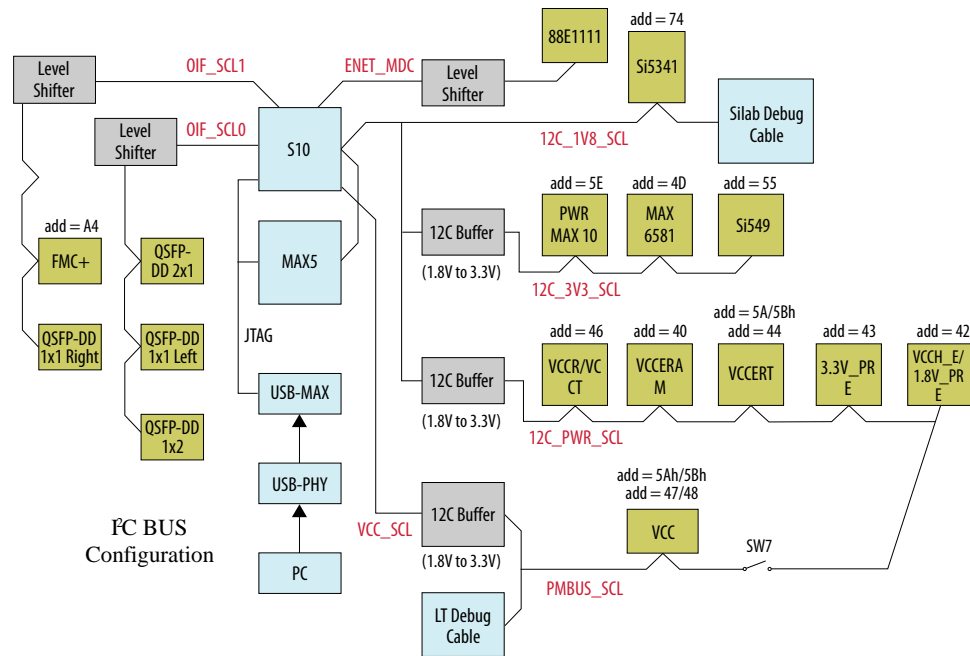 add = 74
88E1111
Si5341
OIF_SCL1
ENET_MDC
Level
Shifter
Level
Shifter
Silab Debug
Cable
OIF_SCL0
Level
Shifter
S10
12C_1V8_SCL
add = 5E
add = 4D
add = 55
PWR
MAX 10
MAX
6581
Si549
12C Buffer
(1.8V to 3.3V)
12C_3V3_SCL
add = A4
FMC+
QSFP-
DD 2x1
MAX5
QSFP-DD
1x1 Right
QSFP-DD
1x1 Left
JTAG
add = 5A/5Bh
add = 46
add = 40
add = 44
add = 43
add = 42
VCCR/VC
CT
VCCERA
M
VCCERT
3.3V_PR
E
VCCH_E/
1.8V_PR
E
12C Buffer
(1.8V to 3.3V)
12C_PWR_SCL
USB-MAX
QSFP-DD
1x2
USB-PHY
add = 5Ah/5Bh
add = 47/48
12C Buffer
VCC_SCL
(1.8V to 3.3V)
VCC
SW7
I²C BUS
Configuration
PC
PMBUS_SCL
LT Debug
Cable